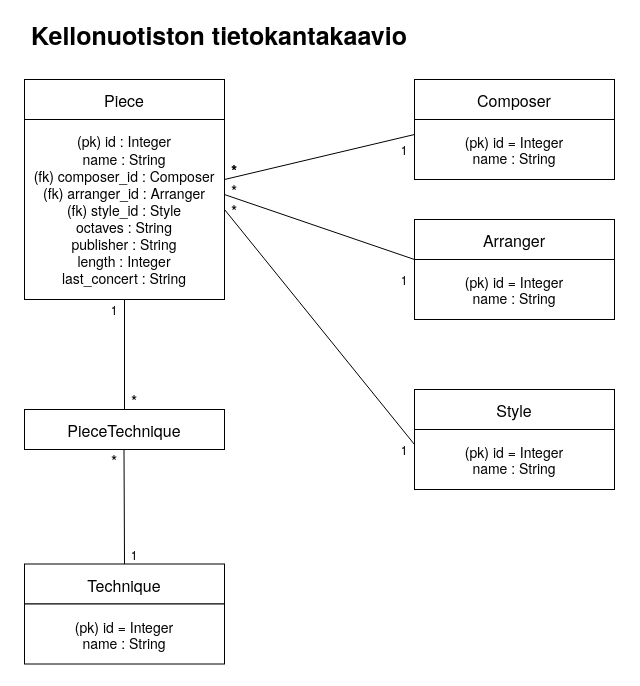 Kellonuotiston tietokantakaavio
Piece
(pk) id : Integer
name : String
(fk) composer_id : Composer
(fk) arranger_id : Arranger
(fk) style_id : Style
octaves : String
publisher : String
length : Integer
last_concert : String
*
*
*
1
Composer
(pk) id = Integer
name : String
1
Arranger
(pk) id = Integer
name : String
1
Style
(pk) id = Integer
name : String
1
*
PieceTechnique
*
1
Technique
(pk) id = Integer
name : String